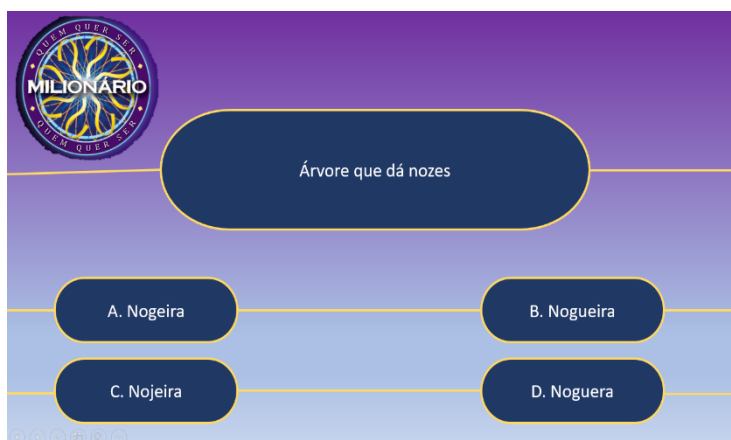 QUEM QUER SER
MILIONÁRIO
QUEM QUER SER
Árvore que dá nozes
A. Nogeira
B. Nogueira
C. Nojeira
D. Noguera